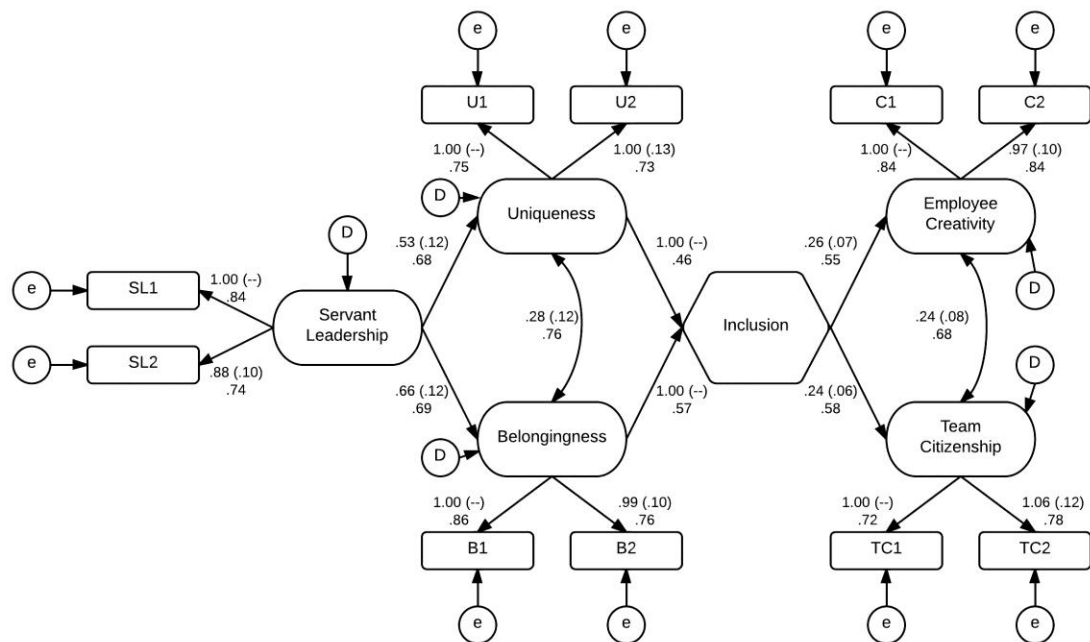 e
e
e
e
U1
U2
C1
C2
1.00 (--)
.75
1.00 (.13)
.73
1.00 (--)
.84
.97 (.10)
.84
D
Uniqueness
Employee
Creativity
D
.53 (.12)
.68
1.00 (--)
.46
.26 (.07)
.55
D
e
SL1
1.00 (--)
.84
Servant
Leadership
.28 (.12)
.76
Inclusion
.24 (.08)
.68
e
SL2
.88 (.10)
.74
.66 (.12)
.69
1.00 (--)
.57
.24 (.06)
.58
D
D
Belongingness
Team
Citizenship
1.00 (--)
.86
.99 (.10)
.76
1.00 (--)
.72
1.06 (.12)
.78
B1
B2
TC1
TC2
e
e
e
e